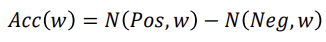 Acc(w) = N(Pos, w) − N(Neg, w)